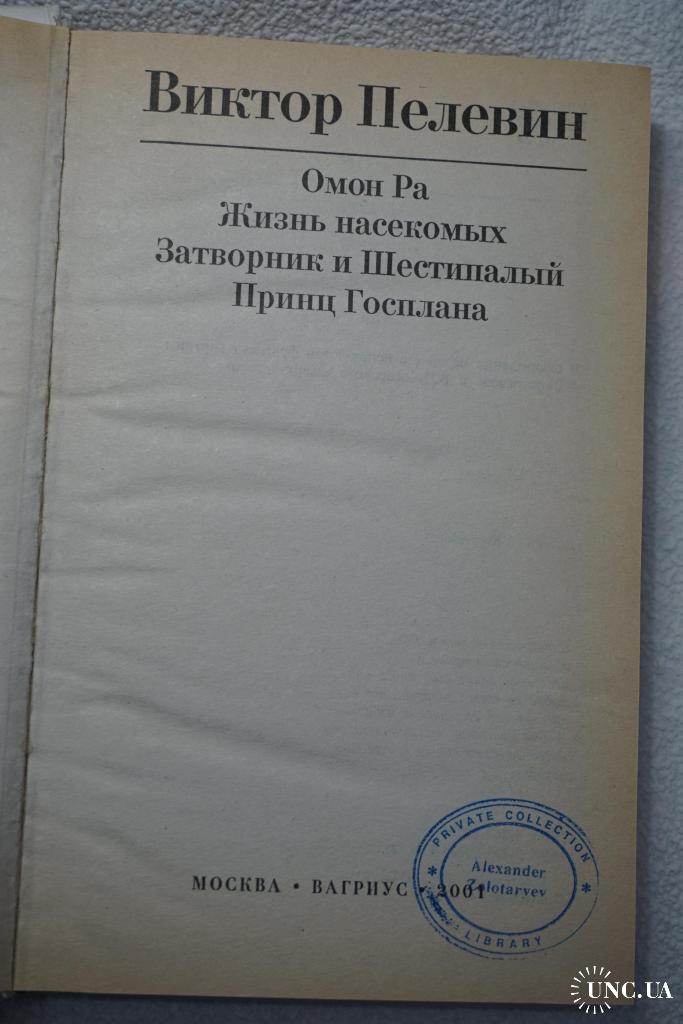 Виктор Пелевин
Омон Ра
Жизнь насекомых
Затворник и Шестипалый
Принц Госплана
МОСКВА • ВАГРИУС • 2001
* PRIVATE COLLECTION *
Alexander
Zolotaryev
LIBRARY
UNC.UA